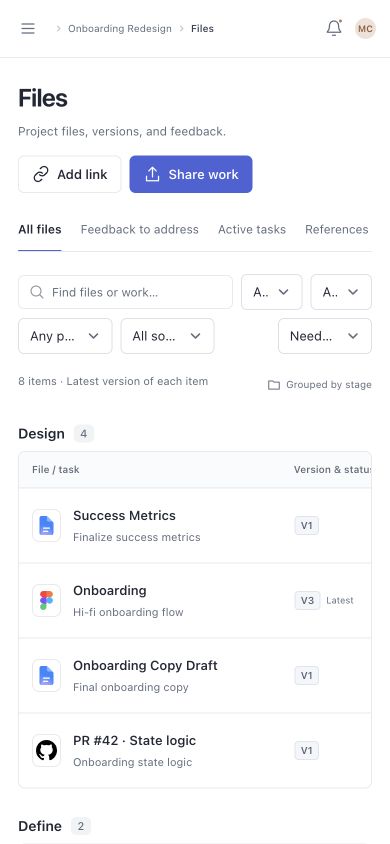 Onboarding Redesign Files MC
Files
Project files, versions, and feedback.
Add link Share work
All files Feedback to address Active tasks References
Find files or work... A.. A..
Any p... All so... Need...
8 items · Latest version of each item Grouped by stage
Design 4
File / task Version & status
Success Metrics
Finalize success metrics
V1
Onboarding
Hi-fi onboarding flow
V3 Latest
Onboarding Copy Draft
Final onboarding copy
V1
PR #42 · State logic
Onboarding state logic
V1
Define 2